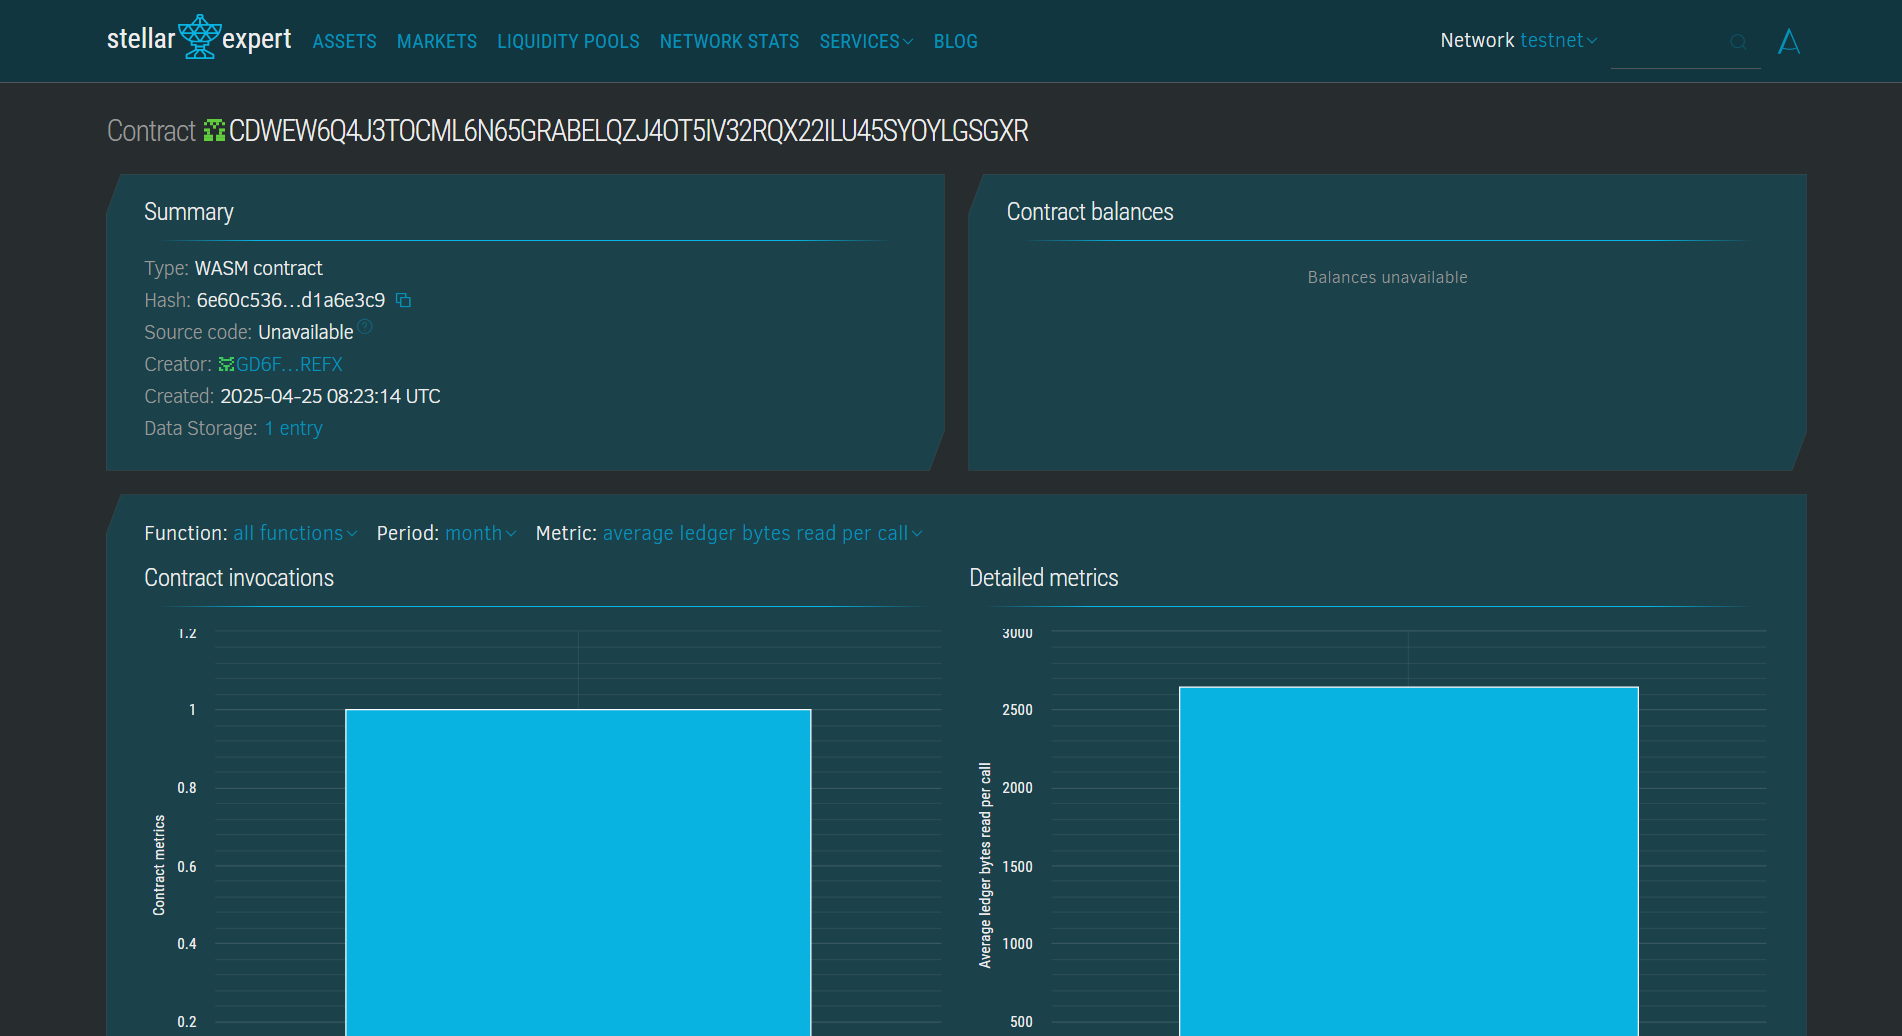 stellar expert ASSETS MARKETS LIQUIDITY POOLS NETWORK STATS SERVICES BLOG Network testnet
Contract CDWEW6Q4J3TOCML6N65GRABELQZJ4OT5IV32RQX22ILU45SYOYLGSGXR
Summary
Type: WASM contract
Hash: 6e60c536...d1a6e3c9
Source code: Unavailable
Creator: GD6F...REFX
Created: 2025-04-25 08:23:14 UTC
Data Storage: 1 entry
Contract balances
Balances unavailable
Function: all functions Period: month Metric: average ledger bytes read per call
Contract invocations
1.2
1
0.8
0.6
0.4
0.2
Contract metrics
Detailed metrics
3000
2500
2000
1500
1000
500
Average ledger bytes read per call